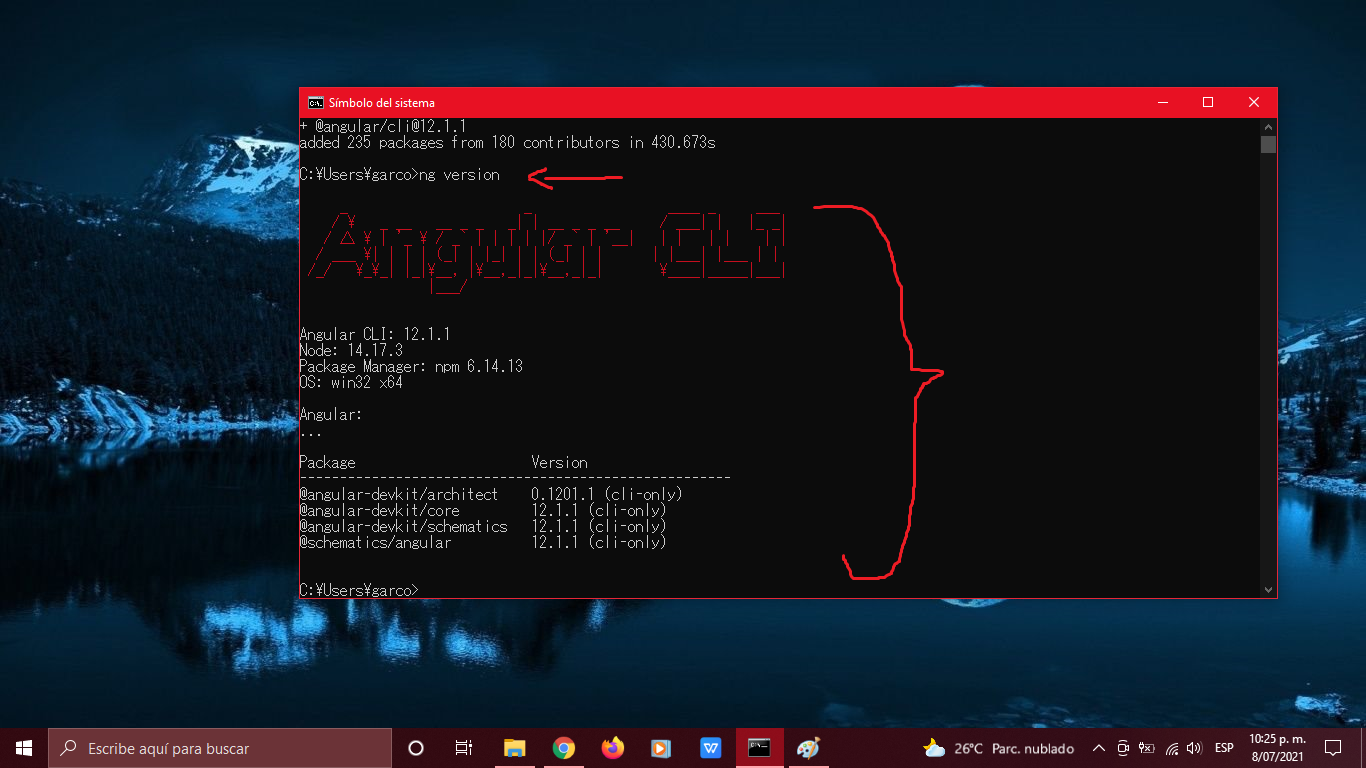 Símbolo del sistema
+ @angular/cli@12.1.1
added 235 packages from 180 contributors in 430.673s
C:¥Users¥garco>ng version
Angular CLI
Angular CLI: 12.1.1
Node: 14.17.3
Package Manager: npm 6.14.13
OS: win32 x64
Angular:
...
Package Version
------------------------------------------------------
@angular-devkit/architect 0.1201.1 (cli-only)
@angular-devkit/core 12.1.1 (cli-only)
@angular-devkit/schematics 12.1.1 (cli-only)
@schematics/angular 12.1.1 (cli-only)
C:¥Users¥garco>
Escribe aquí para buscar
26°C Parc. nublado
ESP
10:25 p. m.
8/07/2021